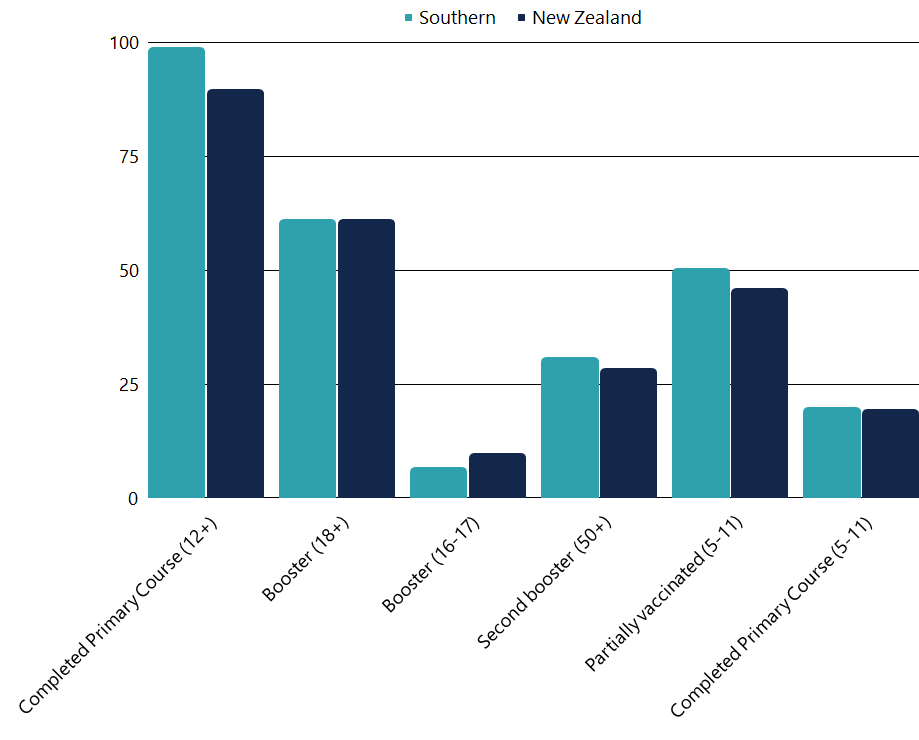 Southern New Zealand
100
75
50
25
0
Completed Primary Course (12+)
Booster (18+)
Booster (16-17)
Second booster (50+)
Partially vaccinated (5-11)
Completed Primary Course (5-11)